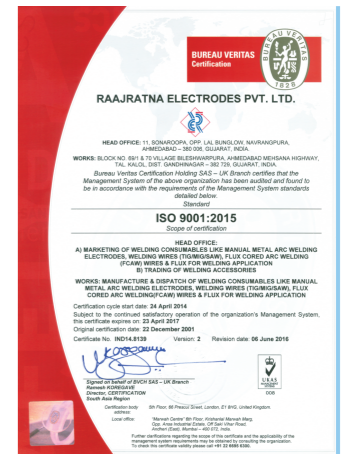 BUREAU VERITAS
Certification
BUREAU VERITAS
1828
RAAJRATNA ELECTRODES PVT. LTD.
HEAD OFFICE: 11, SONAROOPA, OPP. LAL BUNGLOW, NAVRANGPURA,
AHMEDABAD – 380 006, GUJARAT, INDIA.
WORKS: BLOCK NO. 69/1 & 70 VILLAGE BILESHWARPURA, AHMEDABAD MEHSANA HIGHWAY,
TAL. KALOL, DIST. GANDHINAGAR – 382 729, GUJARAT, INDIA.
Bureau Veritas Certification Holding SAS – UK Branch certifies that the
Management System of the above organization has been audited and found to
be in accordance with the requirements of the Management System standards
detailed below.
Standard
ISO 9001:2015
Scope of certification
HEAD OFFICE:
A) MARKETING OF WELDING CONSUMABLES LIKE MANUAL METAL ARC WELDING
ELECTRODES, WELDING WIRES (TIG/MIG/SAW), FLUX CORED ARC WELDING
(FCAW) WIRES & FLUX FOR WELDING APPLICATION
B) TRADING OF WELDING ACCESSORIES
WORKS: MANUFACTURE & DISPATCH OF WELDING CONSUMABLES LIKE MANUAL
METAL ARC WELDING ELECTRODES, WELDING WIRES (TIG/MIG/SAW), FLUX
CORED ARC WELDING(FCAW) WIRES & FLUX FOR WELDING APPLICATION
Certification cycle start date: 24 April 2014
Subject to the continued satisfactory operation of the organization's Management System,
this certificate expires on: 23 April 2017
Original certification date: 22 December 2001
Certificate No. IND14.8139 Version: 2 Revision date: 06 June 2016
Signed on behalf of BVCH SAS – UK Branch
Ramesh KOREGAVE
Director, CERTIFICATION
South Asia Region
UKAS
MANAGEMENT
SYSTEMS
008
Certification body
address 5th Floor, 66 Prescot Street, London, E1 8HG, United Kingdom.
Local office "Marwah Centre" 6th Floor, Krishanlal Marwah Marg,
Opp. Ansa Industrial Estate, Off Saki Vihar Road,
Andheri (East), Mumbai – 400 072, India.
Further clarifications regarding the scope of this certificate and the applicability of the
management system requirements may be obtained by consulting the organization.
To check this certificate validity please call +91 22 6695 6300.